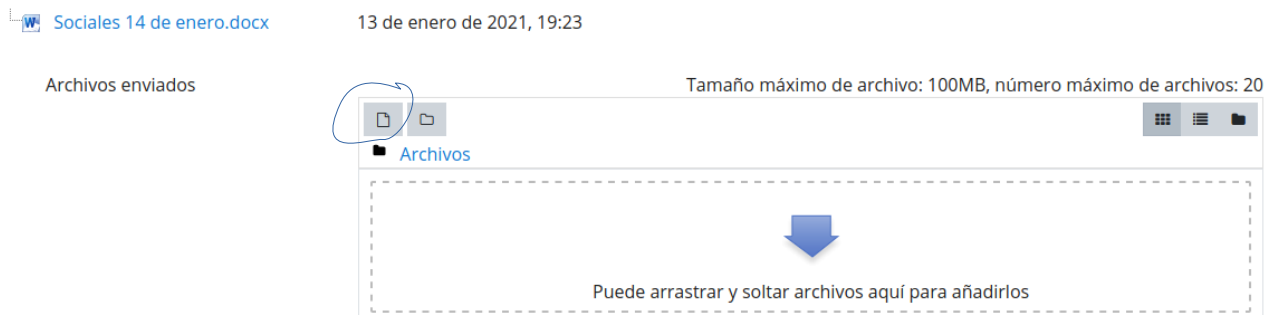 Sociales 14 de enero.docx 13 de enero de 2021, 19:23
Archivos enviados Tamaño máximo de archivo: 100MB, número máximo de archivos: 20
Archivos
Puede arrastrar y soltar archivos aquí para añadirlos